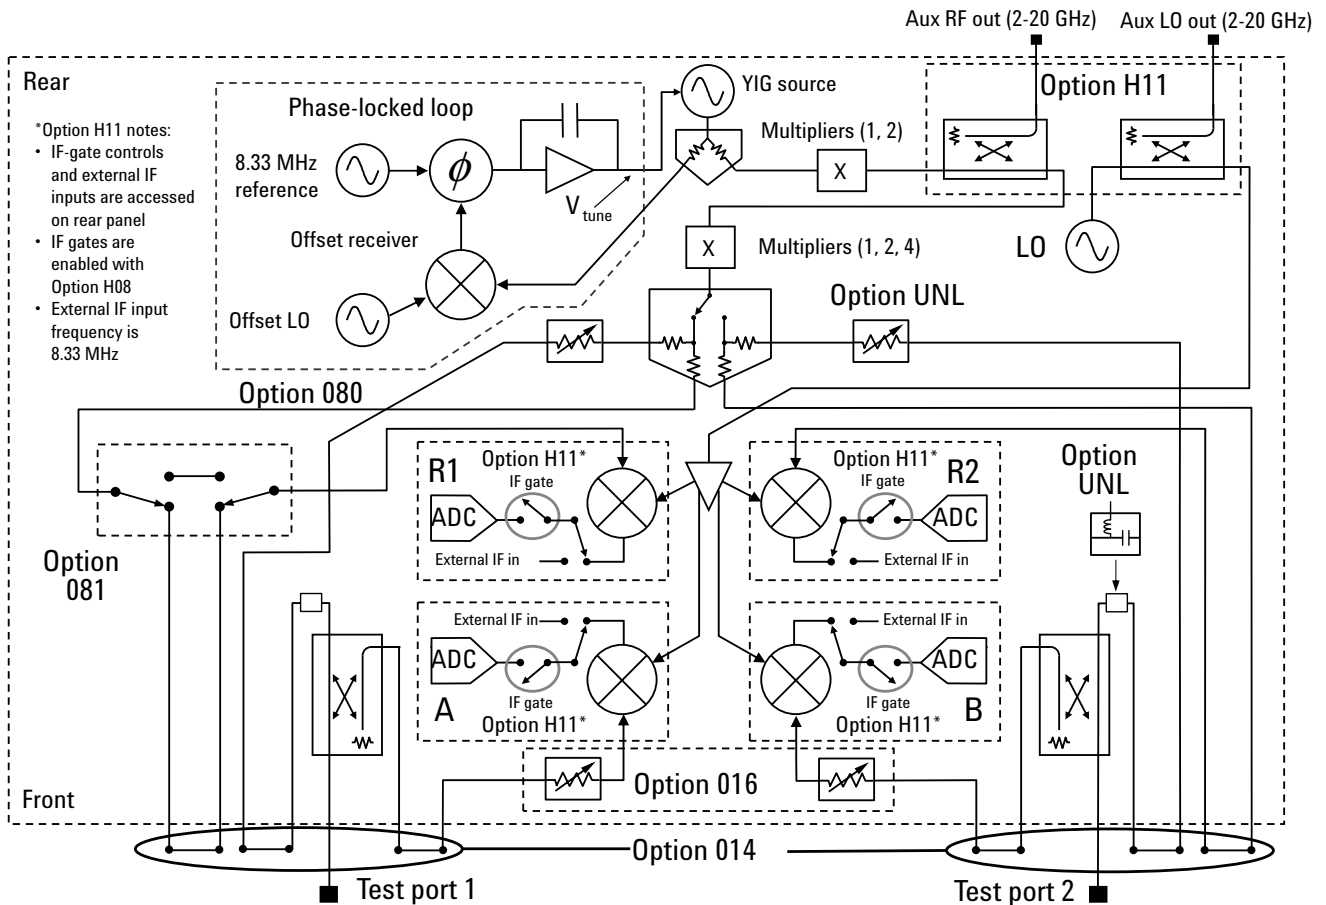 Aux RF out (2-20 GHz)
Aux LO out (2-20 GHz)
Rear
Phase-locked loop
YIG source
Option H11
*Option H11 notes:
• IF-gate controls
and external IF
inputs are accessed
on rear panel
• IF gates are
enabled with
Option H08
• External IF input
frequency is
8.33 MHz
8.33 MHz
reference
ϕ
V tune
Multipliers (1, 2)
X
Offset receiver
X
Multipliers (1, 2, 4)
LO
Offset LO
Option UNL
Option 080
R1
Option H11*
IF gate
ADC
External IF in
Option H11*
R2
IF gate
ADC
External IF in
Option
UNL
Option
081
External IF in
ADC
IF gate
A
Option H11*
External IF in
ADC
IF gate
Option H11*
B
Option 016
Front
Option 014
Test port 1
Test port 2